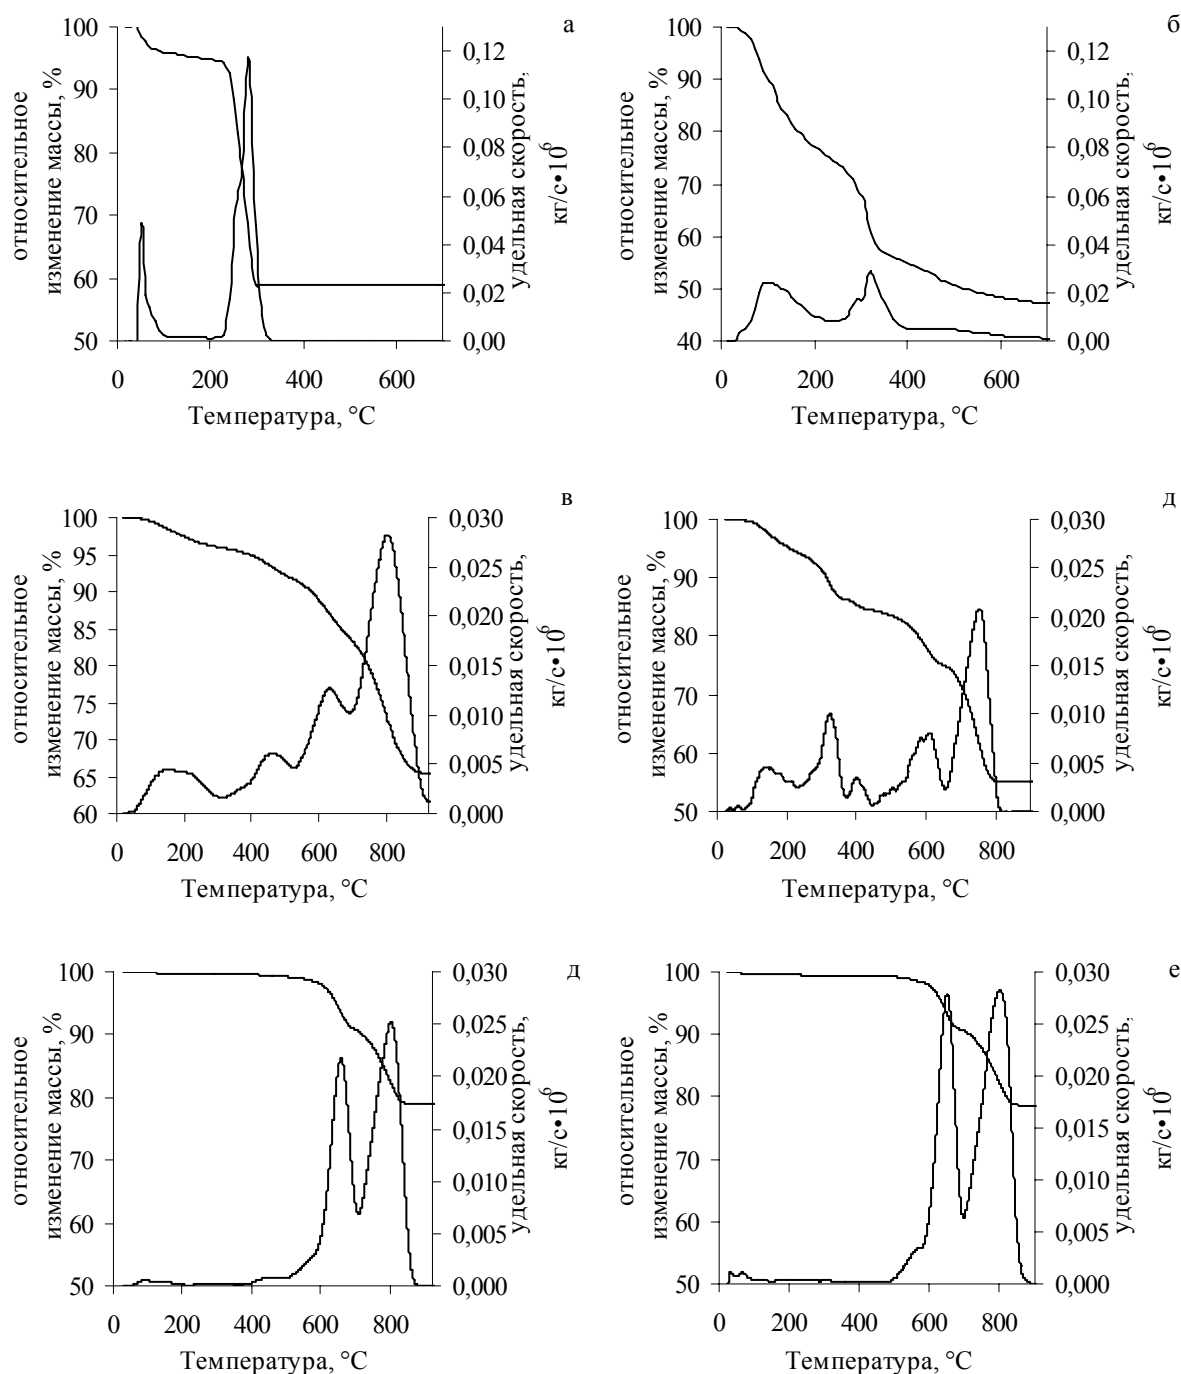 а
относительное
изменение массы, %
100
90
80
70
60
50
0,12
0,10
0,08
0,06
0,04
0,02
0,00
удельная скорость,
кг/с•10⁶
0 200 400 600
Температура, °С
б
относительное
изменение массы, %
100
90
80
70
60
50
40
0,12
0,10
0,08
0,06
0,04
0,02
0,00
удельная скорость,
кг/с•10⁶
0 200 400 600
Температура, °С
в
относительное
изменение массы, %
100
95
90
85
80
75
70
65
60
0,030
0,025
0,020
0,015
0,010
0,005
0,000
удельная скорость,
кг/с•10⁶
0 200 400 600 800
Температура, °С
д
относительное
изменение массы, %
100
90
80
70
60
50
0,030
0,025
0,020
0,015
0,010
0,005
0,000
удельная скорость,
кг/с•10⁶
0 200 400 600 800
Температура, °С
д
относительное
изменение массы, %
100
90
80
70
60
50
0,030
0,025
0,020
0,015
0,010
0,005
0,000
удельная скорость,
кг/с•10⁶
0 200 400 600 800
Температура, °С
е
относительное
изменение массы, %
100
90
80
70
60
50
0,030
0,025
0,020
0,015
0,010
0,005
0,000
удельная скорость,
кг/с•10⁶
0 200 400 600 800
Температура, °С